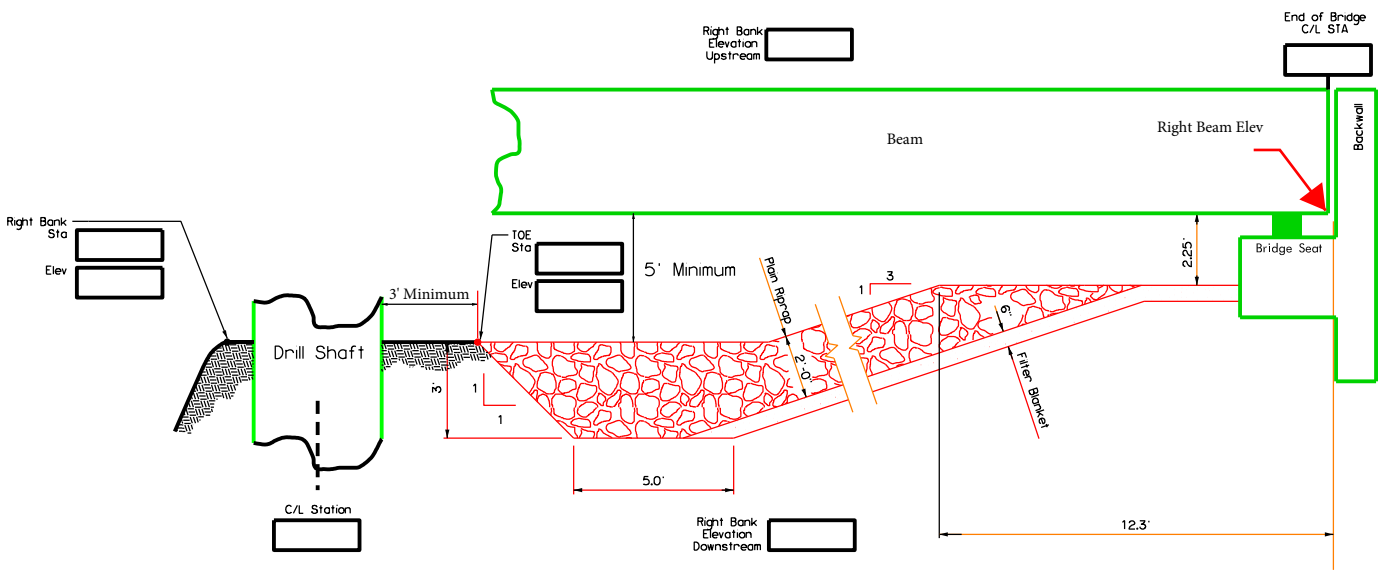 End of Bridge
C/L STA
Right Bank
Elevation
Upstream
Backwall
Right Beam Elev
Beam
Right Bank
Sta
Elev
TOE
Sta
Elev
5' Minimum
2.25'
Bridge Seat
3' Minimum
Plain Riprap
3
1
Drill Shaft
6"
2'-0"
3'
1
1
Filter Blanket
5.0'
C/L Station
Right Bank
Elevation
Downstream
12.3'